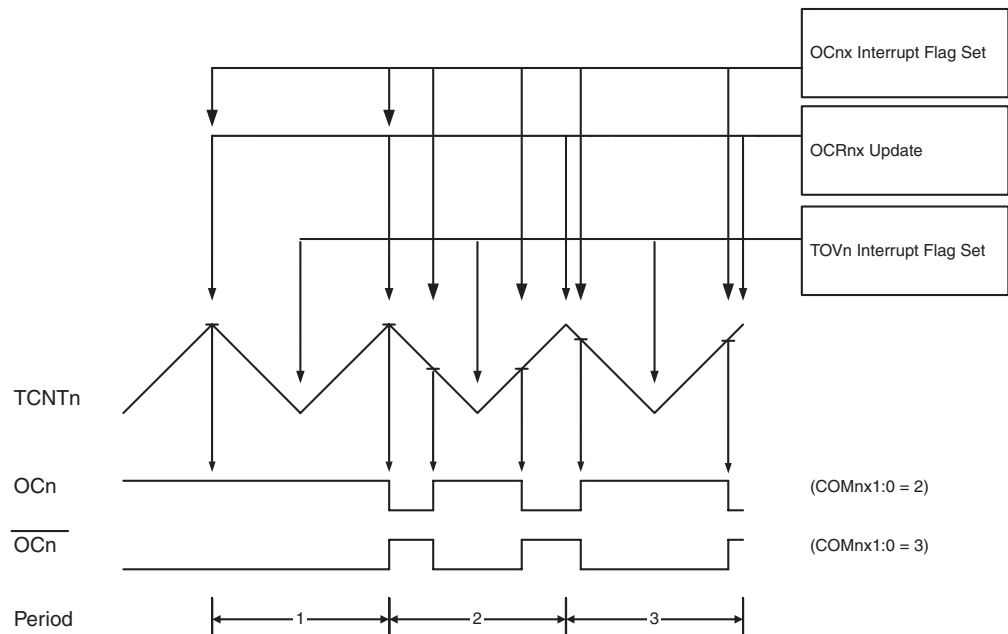 OCnx Interrupt Flag Set
OCRnx Update
TOVn Interrupt Flag Set
TCNTn
OCn (COMnx1:0 = 2)
OCn (COMnx1:0 = 3)
Period 1 2 3